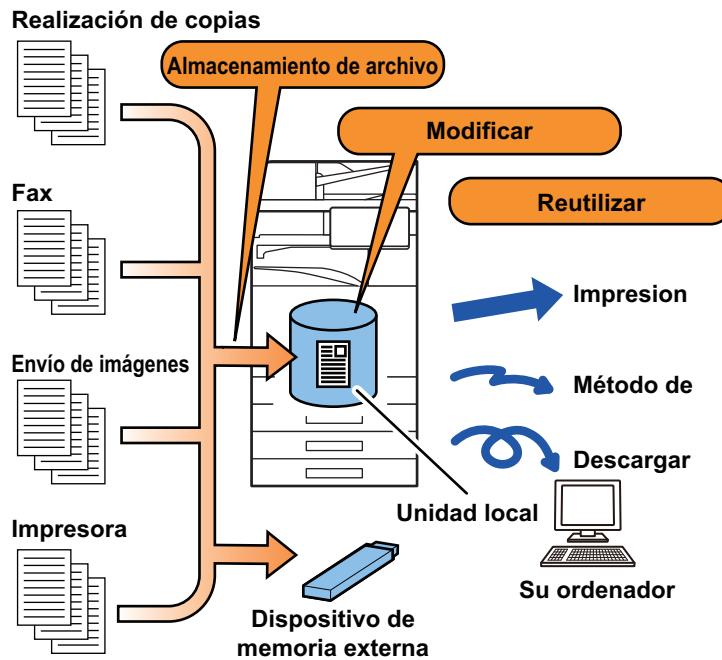 Realización de copias
Almacenamiento de archivo
Modificar
Fax
Reutilizar
Impresion
Envío de imágenes
Método de
Descargar
Unidad local
Impresora
Su ordenador
Dispositivo de
memoria externa